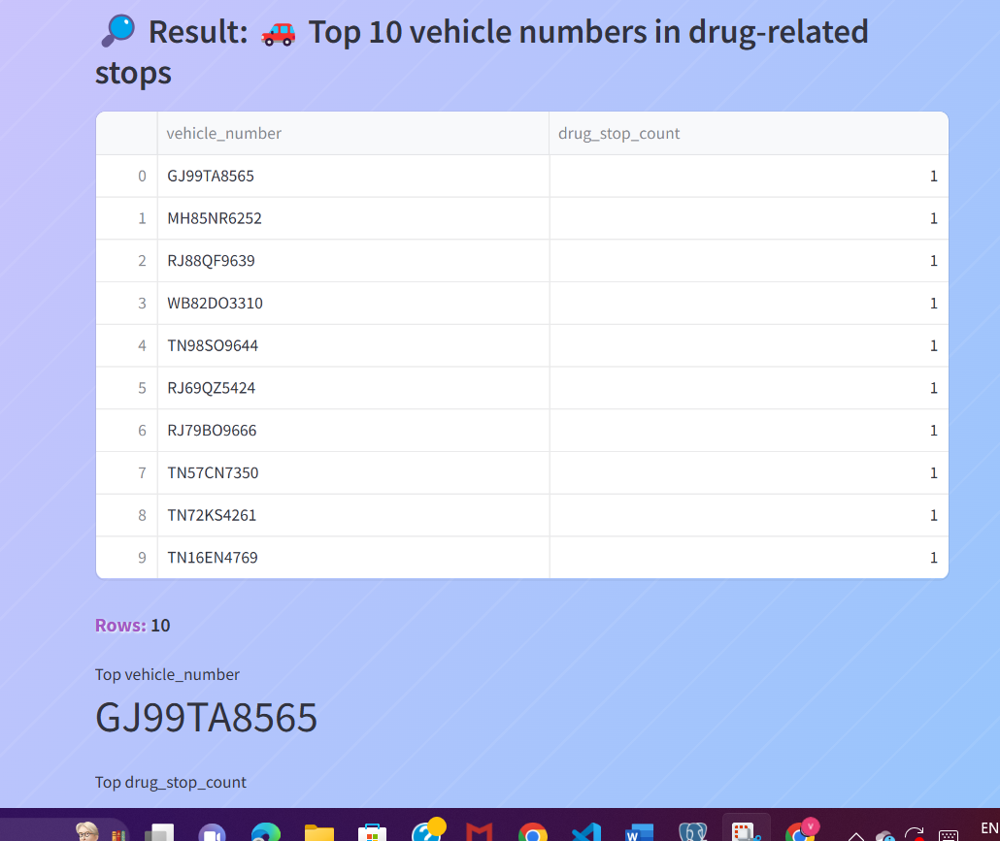 🔎 Result: 🚗 Top 10 vehicle numbers in drug-related
stops
vehicle_number drug_stop_count
0 GJ99TA8565 1
1 MH85NR6252 1
2 RJ88QF9639 1
3 WB82DO3310 1
4 TN98SO9644 1
5 RJ69QZ5424 1
6 RJ79BO9666 1
7 TN57CN7350 1
8 TN72KS4261 1
9 TN16EN4769 1
Rows: 10
Top vehicle_number
GJ99TA8565
Top drug_stop_count
EN